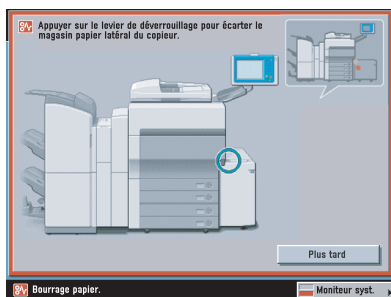 Appuyer sur le levier de déverrouillage pour écarter le
magasin papier latéral du copieur.
Plus tard
Bourrage papier.
Moniteur syst.